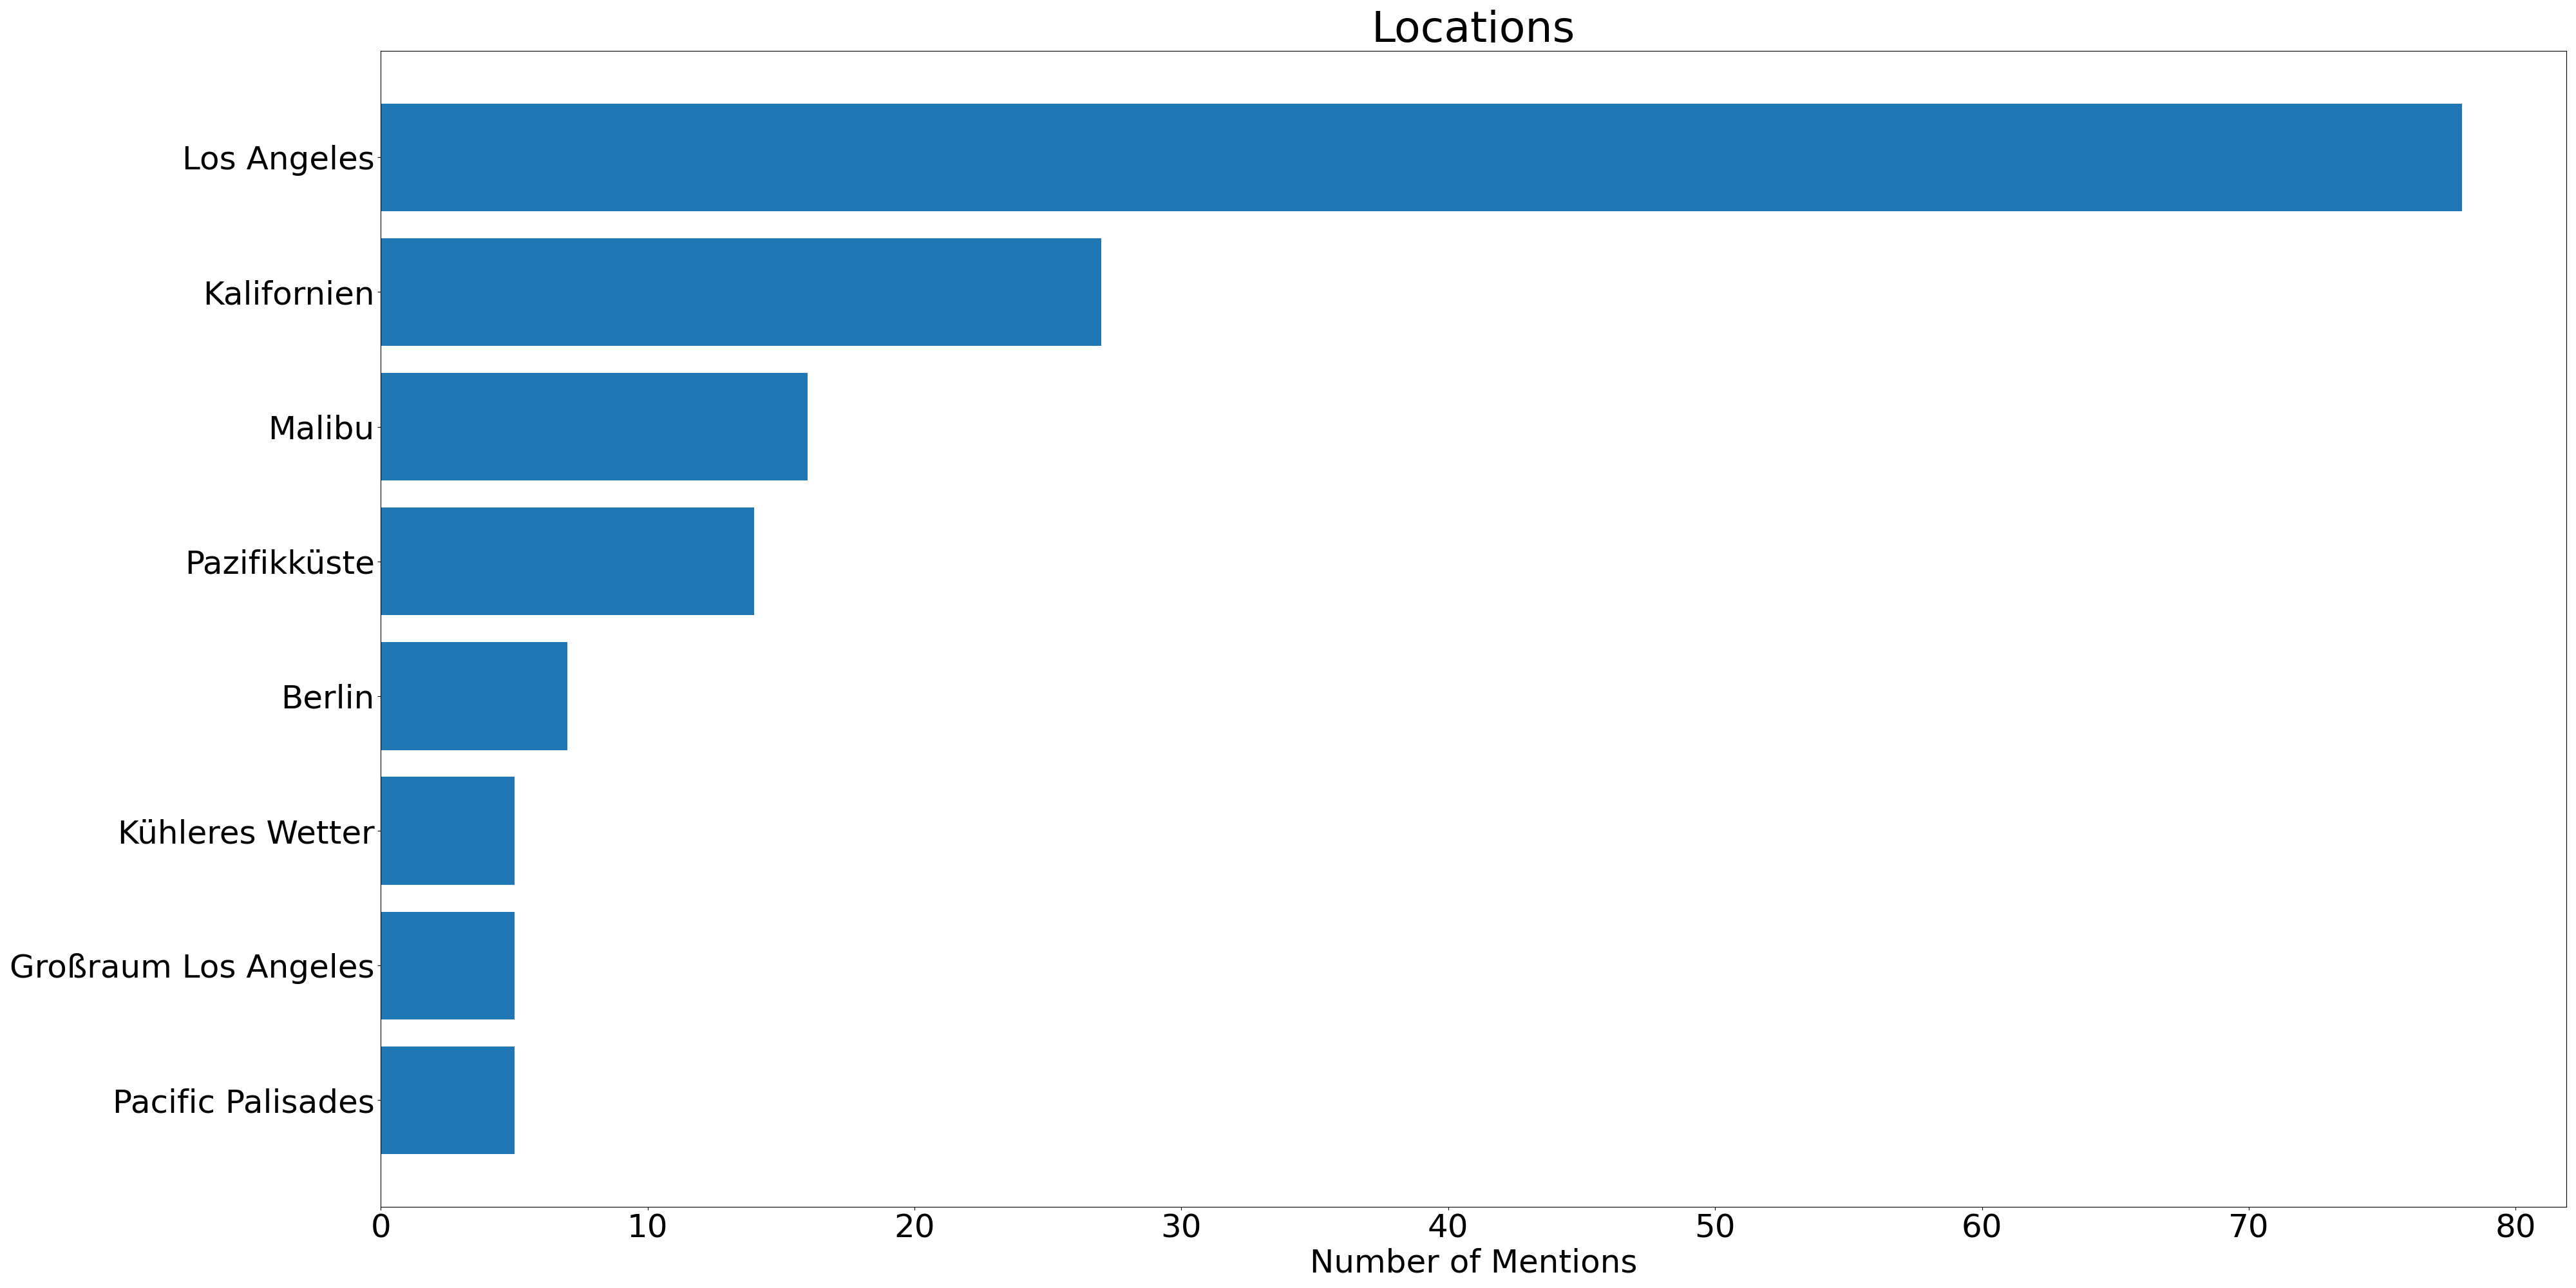 Locations
Los Angeles
Kalifornien
Malibu
Pazifikküste
Berlin
Kühleres Wetter
Großraum Los Angeles
Pacific Palisades
0 10 20 30 40 50 60 70 80
Number of Mentions